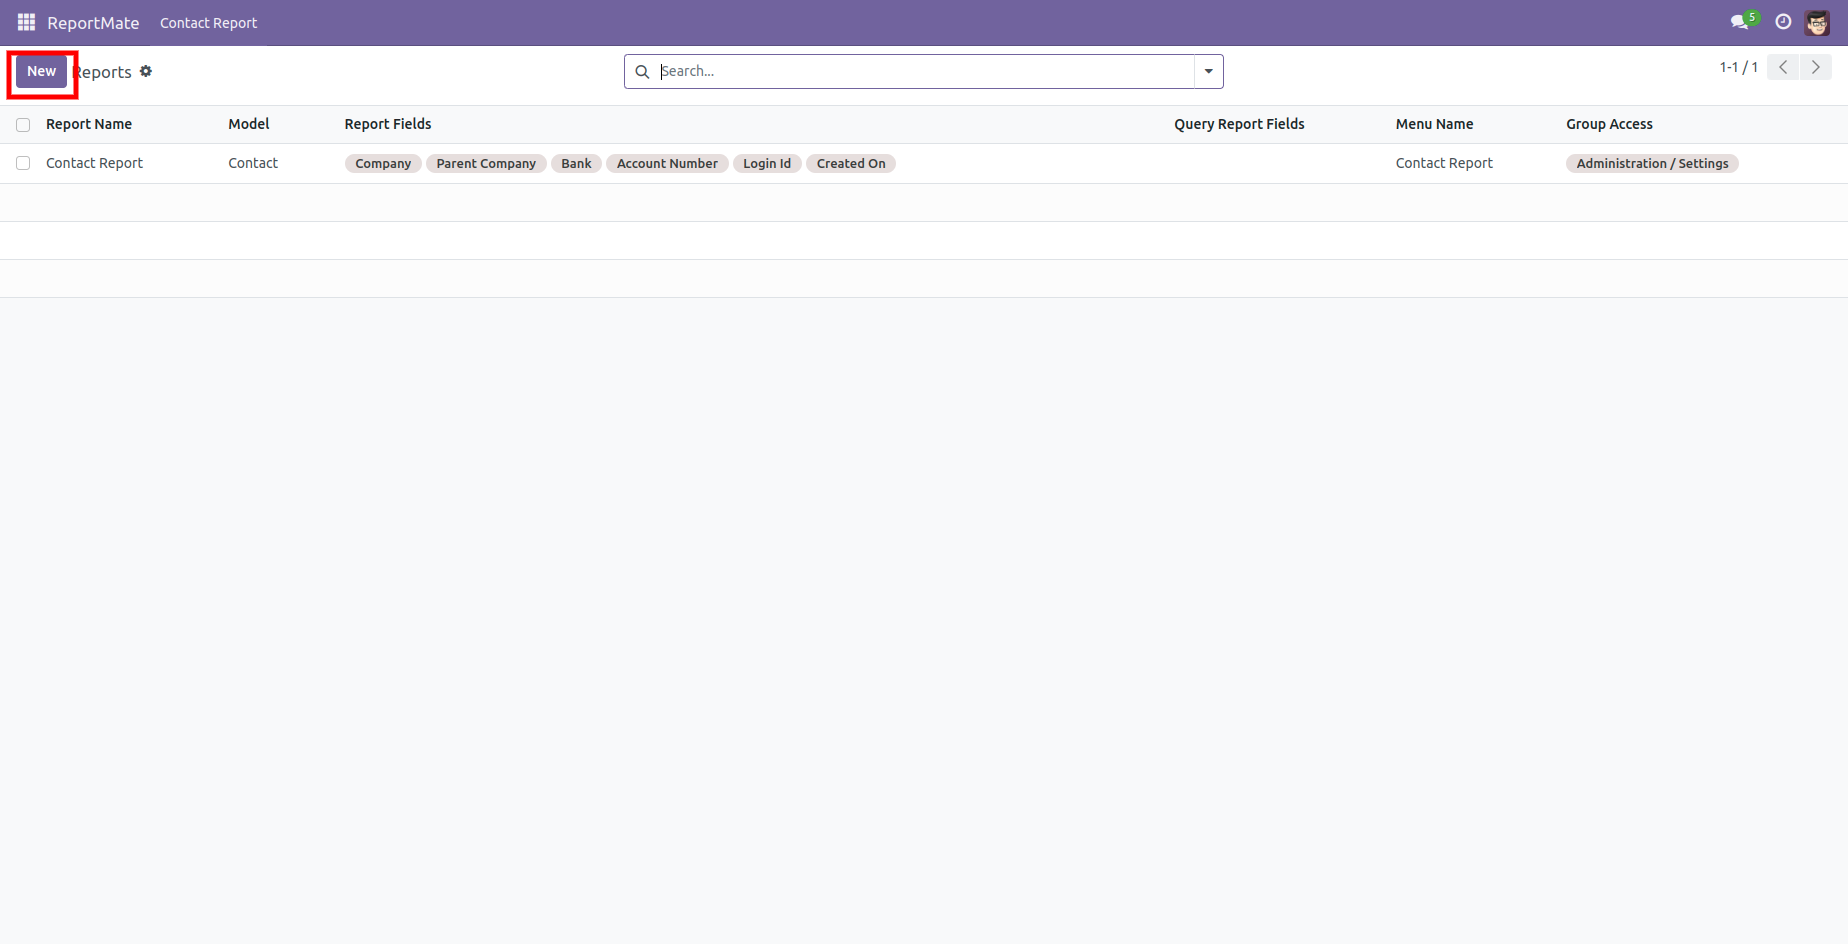 ReportMate Contact Report 5
New Reports Search... 1-1 / 1
Report Name Model Report Fields Query Report Fields Menu Name Group Access
Contact Report Contact Company Parent Company Bank Account Number Login Id Created On Contact Report Administration / Settings